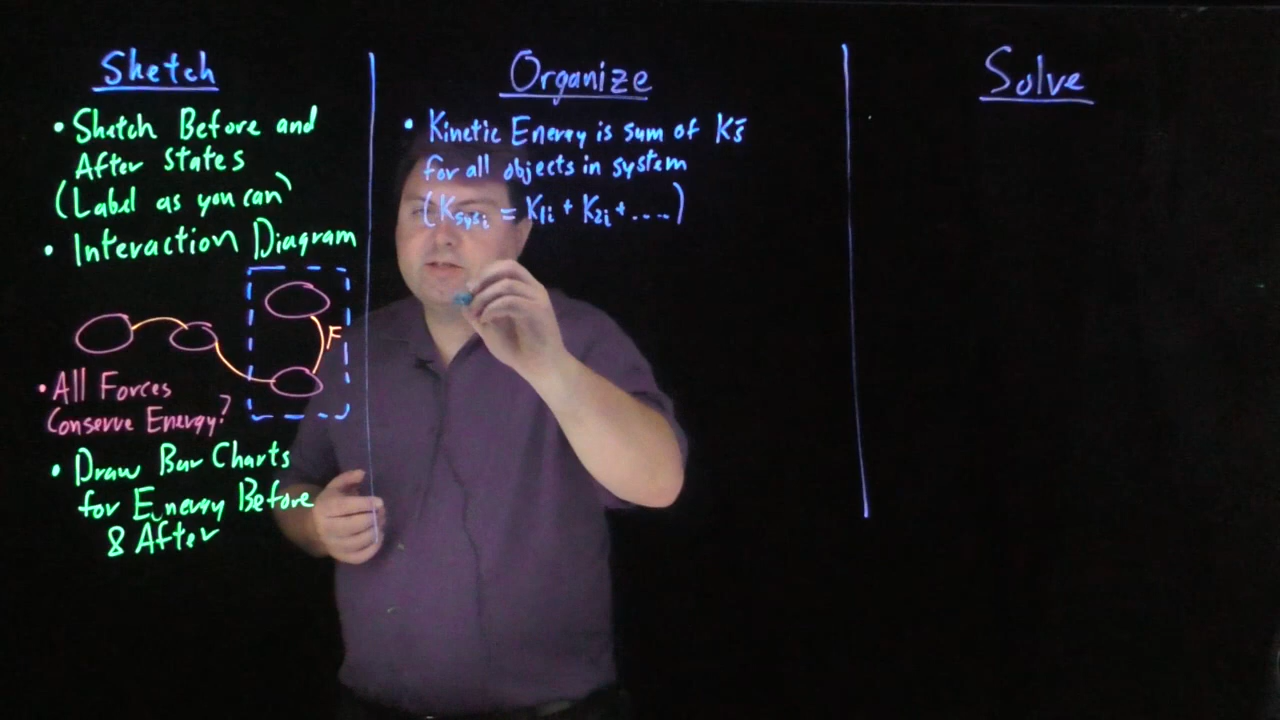 Sketch
• Sketch Before and
After States
(Label as you can)
• Interaction Diagram
F
• All Forces
Conserve Energy?
• Draw Bar Charts
for Energy Before
& After
Organize
• Kinetic Energy is sum of K's
for all objects in system
(Ksysi = K1i + K2i + ....)
Solve